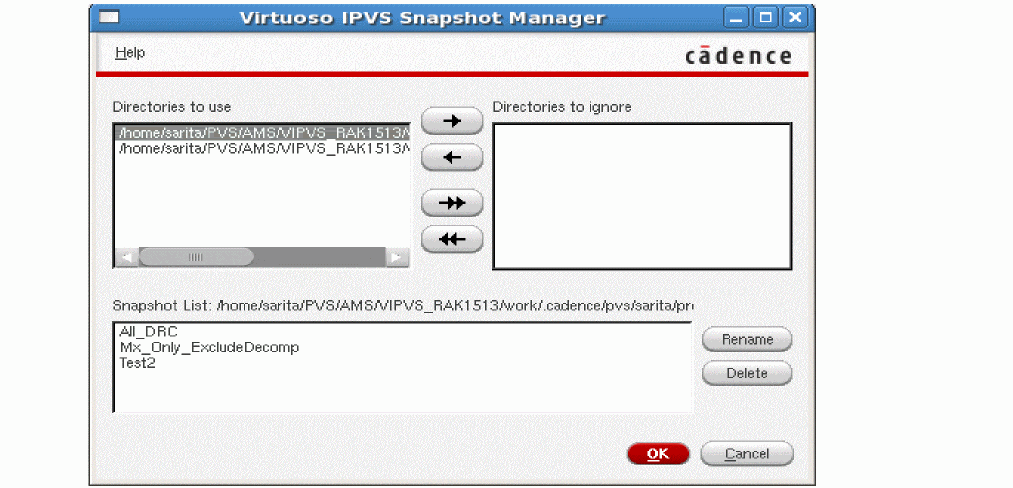 Virtuoso IPVS Snapshot Manager
Help
cādence
Directories to use
Directories to ignore
/home/sarita/PVS/AMS/VIPVS_RAK1513/
/home/sarita/PVS/AMS/VIPVS_RAK1513/
Snapshot List: /home/sarita/PVS/AMS/VIPVS_RAK1513/work/.cadence/pvs/sarita/pr
All_DRC
Mx_Only_ExcludeDecomp
Test2
Rename
Delete
OK
Cancel